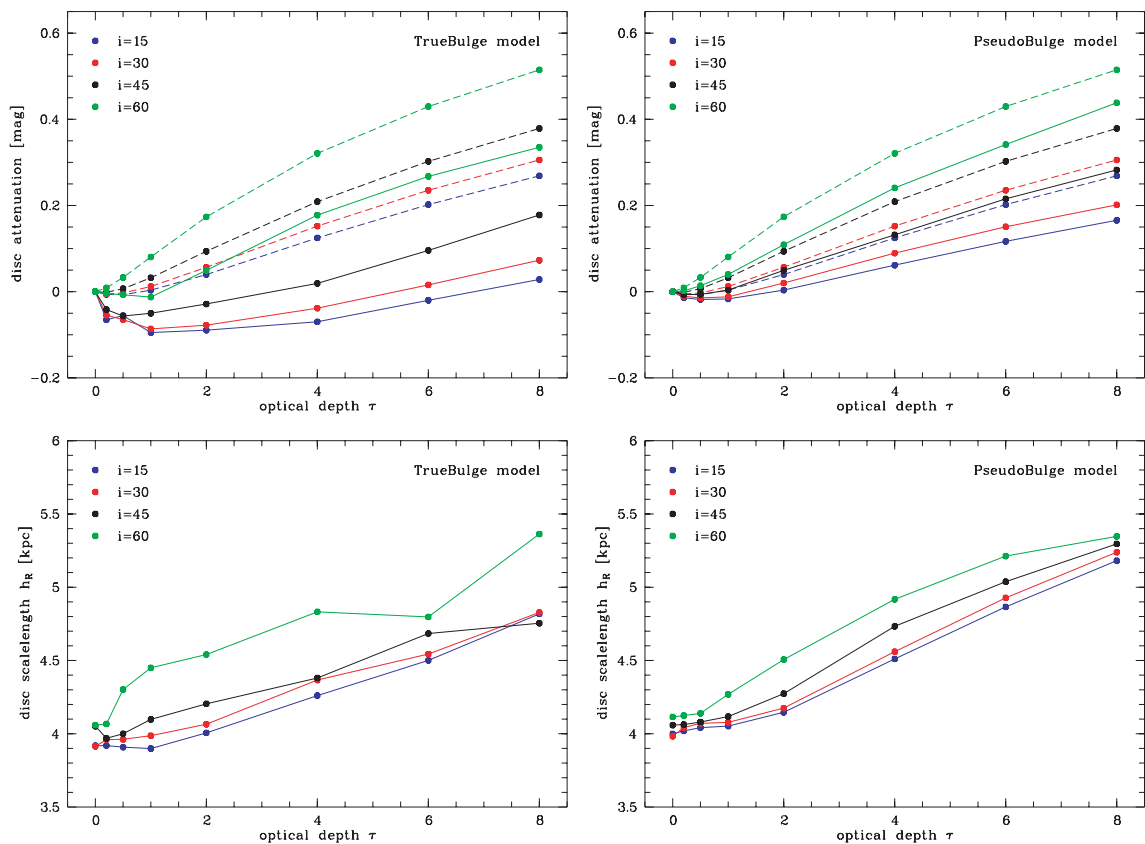 0.6
0.4
0.2
0
−0.2
disc attenuation [mag]
i=15
i=30
i=45
i=60
TrueBulge model
0 2 4 6 8
optical depth τ
0.6
0.4
0.2
0
−0.2
disc attenuation [mag]
i=15
i=30
i=45
i=60
PseudoBulge model
0 2 4 6 8
optical depth τ
6
5.5
5
4.5
4
3.5
disc scalelength h_R [kpc]
i=15
i=30
i=45
i=60
TrueBulge model
0 2 4 6 8
optical depth τ
6
5.5
5
4.5
4
3.5
disc scalelength h_R [kpc]
i=15
i=30
i=45
i=60
PseudoBulge model
0 2 4 6 8
optical depth τ